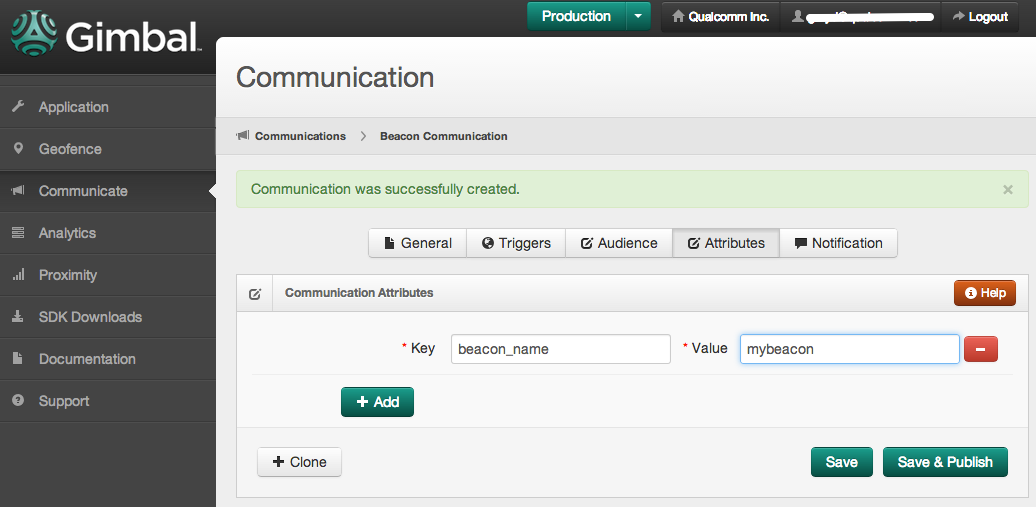 Gimbal™
Production
Qualcomm Inc.
Logout
Application
Geofence
Communicate
Analytics
Proximity
SDK Downloads
Documentation
Support
Communication
Communications > Beacon Communication
Communication was successfully created. ×
General Triggers Audience Attributes Notification
Communication Attributes Help
* Key beacon_name * Value mybeacon
+ Add
+ Clone Save Save & Publish